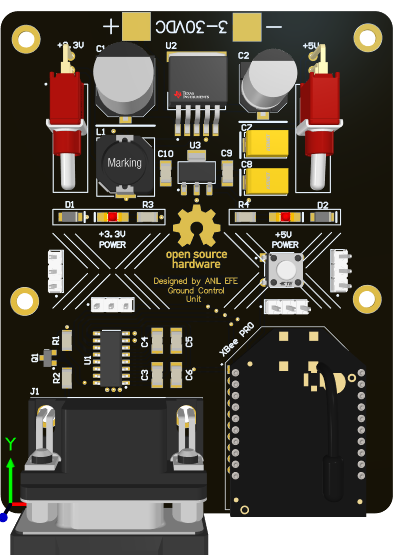 + 3-30VDC −
+3.3V
C1
U2
C2
+5V
TEXAS
INSTRUMENTS
L1
Marking
C7
U3
C10
C9
C8
D1
R3
R4
D2
+3.3V
POWER
+5V
POWER
open source
hardware
Designed by ANIL EFE
Ground Control
Unit
XBee PRO
R1
Q1
R2
U1
C4
C5
C3
C6
J1
Y